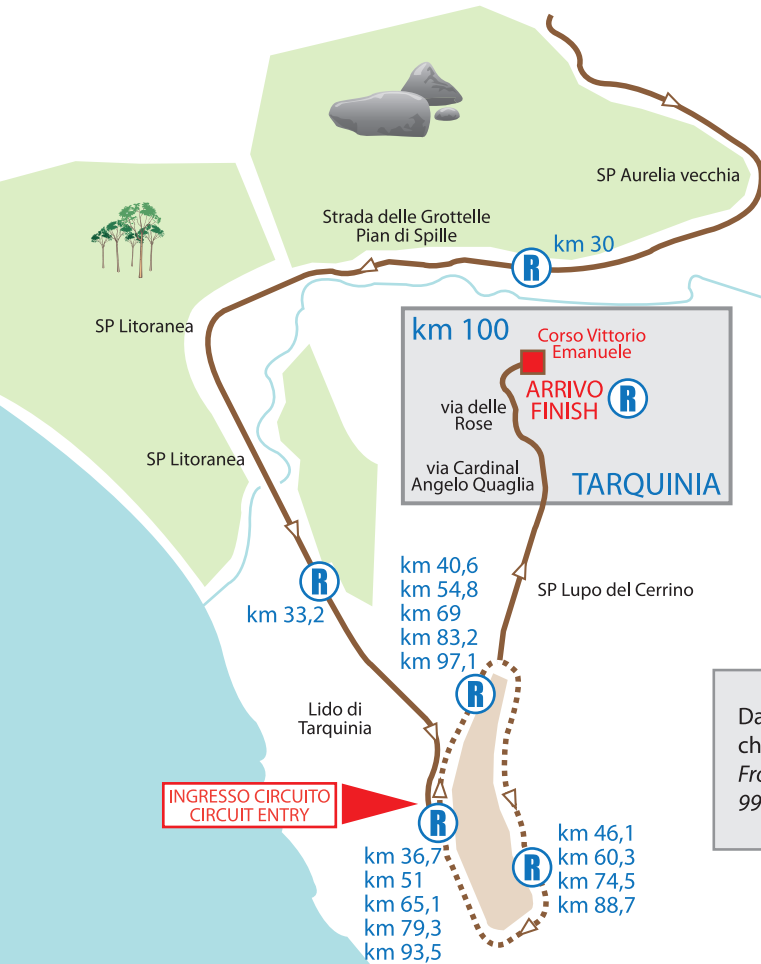 SP Aurelia vecchia
Strada delle Grottelle
Pian di Spille
R
km 30
SP Litoranea
km 100
Corso Vittorio
Emanuele
ARRIVO
FINISH
R
via delle
Rose
SP Litoranea
via Cardinal
Angelo Quaglia
TARQUINIA
R
km 33,2
km 40,6
km 54,8
km 69
km 83,2
km 97,1
R
SP Lupo del Cerrino
Lido di
Tarquinia
INGRESSO CIRCUITO
CIRCUIT ENTRY
R
km 36,7
km 51
km 65,1
km 79,3
km 93,5
R
km 46,1
km 60,3
km 74,5
km 88,7